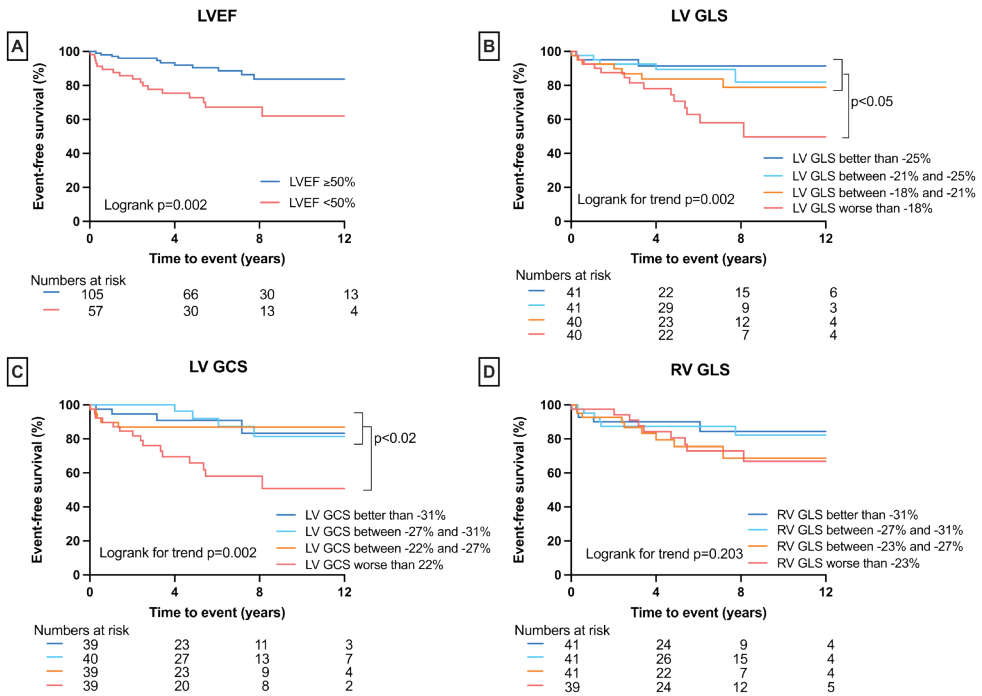 LVEF
A
100
80
60
40
20
0
Event-free survival (%)
LVEF ≥50%
LVEF <50%
Logrank p=0.002
0 4 8 12
Time to event (years)
Numbers at risk
105 66 30 13
57 30 13 4
LV GLS
B
100
80
60
40
20
0
Event-free survival (%)
p<0.05
LV GLS better than -25%
LV GLS between -21% and -25%
LV GLS between -18% and -21%
LV GLS worse than -18%
Logrank for trend p=0.002
0 4 8 12
Time to event (years)
Numbers at risk
41 22 15 6
41 29 9 3
40 23 12 4
40 22 7 4
LV GCS
C
100
80
60
40
20
0
Event-free survival (%)
p<0.02
LV GCS better than -31%
LV GCS between -27% and -31%
LV GCS between -22% and -27%
LV GCS worse than 22%
Logrank for trend p=0.002
0 4 8 12
Time to event (years)
Numbers at risk
39 23 11 3
40 27 13 7
39 23 9 4
39 20 8 2
RV GLS
D
100
80
60
40
20
0
Event-free survival (%)
RV GLS better than -31%
RV GLS between -27% and -31%
RV GLS between -23% and -27%
RV GLS worse than -23%
Logrank for trend p=0.203
0 4 8 12
Time to event (years)
Numbers at risk
41 24 9 4
41 26 15 4
41 22 7 4
39 24 12 5